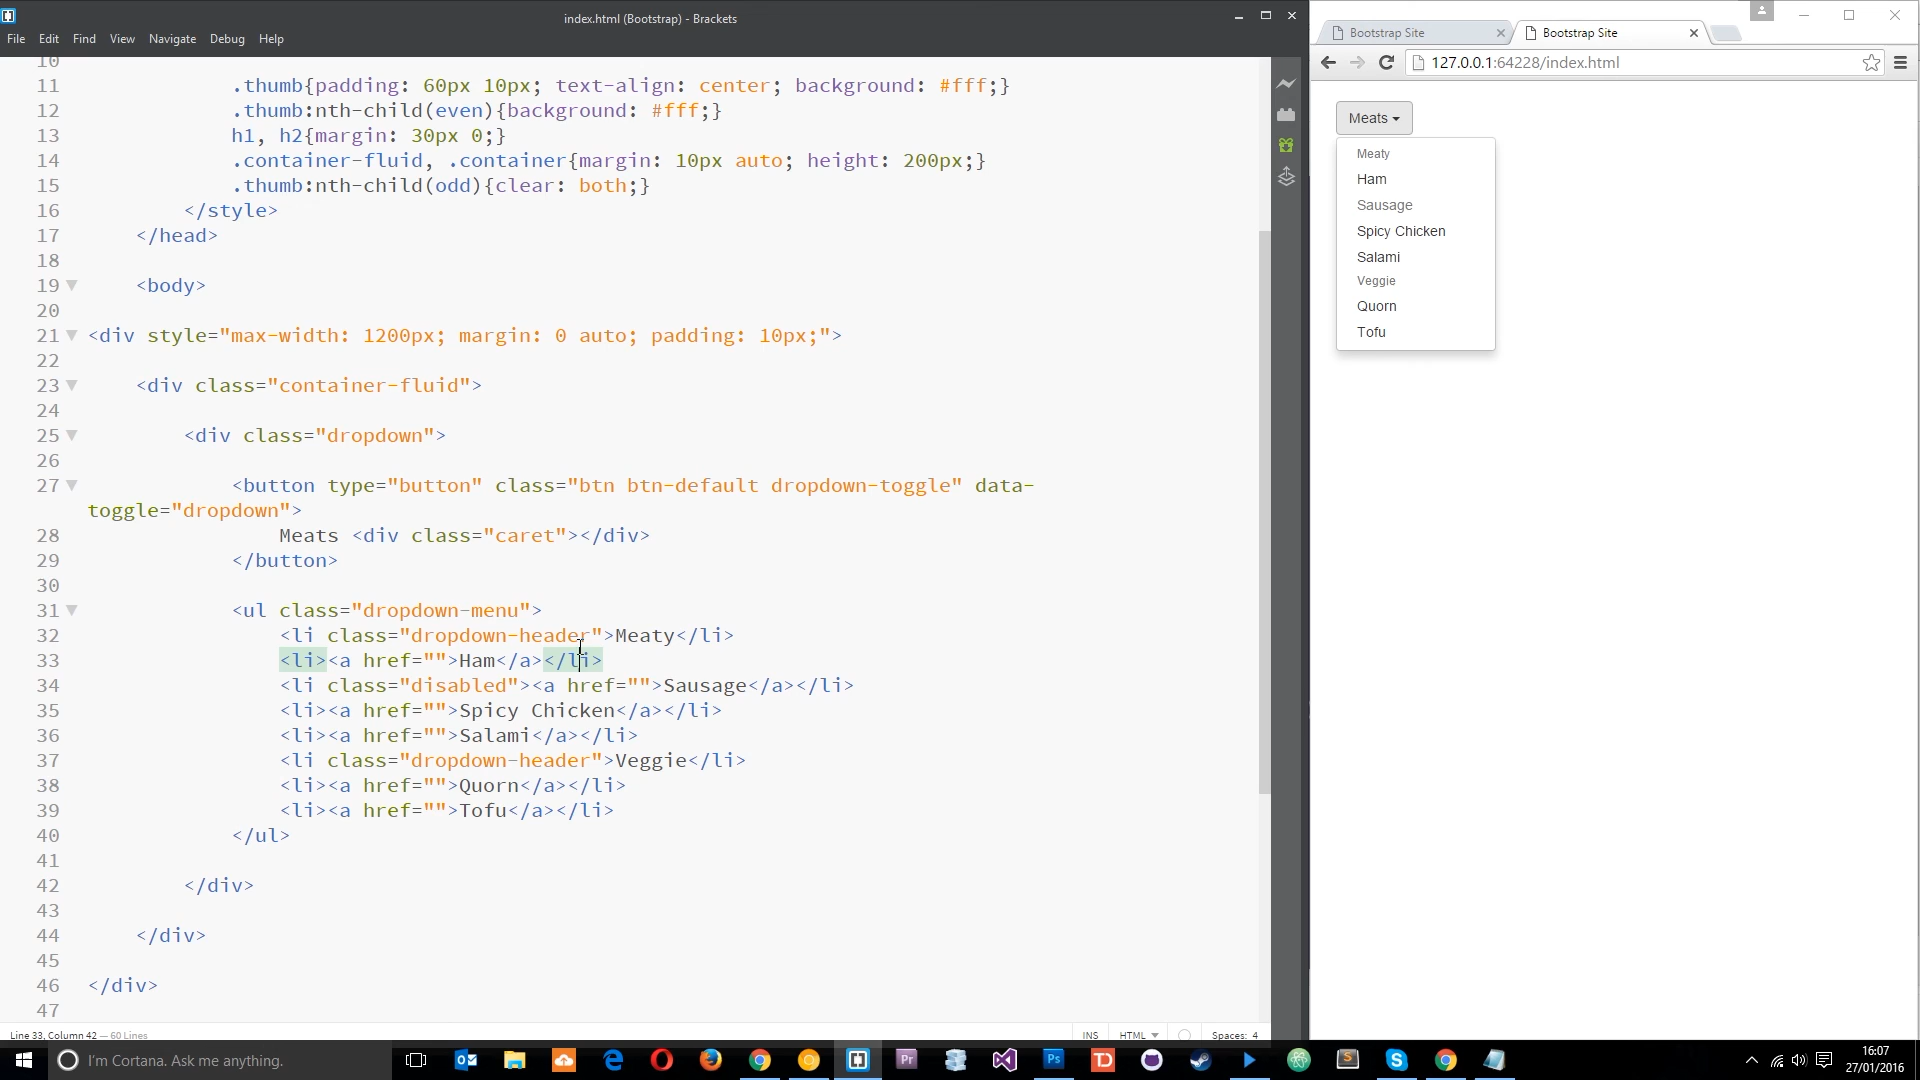 index.html (Bootstrap) - Brackets
File Edit Find View Navigate Debug Help
10
11 .thumb{padding: 60px 10px; text-align: center; background: #fff;}
12 .thumb:nth-child(even){background: #fff;}
13 h1, h2{margin: 30px 0;}
14 .container-fluid, .container{margin: 10px auto; height: 200px;}
15 .thumb:nth-child(odd){clear: both;}
16 </style>
17 </head>
18
19 <body>
20
21 <div style="max-width: 1200px; margin: 0 auto; padding: 10px;">
22
23 <div class="container-fluid">
24
25 <div class="dropdown">
26
27 <button type="button" class="btn btn-default dropdown-toggle" data-
toggle="dropdown">
28 Meats <div class="caret"></div>
29 </button>
30
31 <ul class="dropdown-menu">
32 <li class="dropdown-header">Meaty</li>
33 <li><a href="">Ham</a></li>
34 <li class="disabled"><a href="">Sausage</a></li>
35 <li><a href="">Spicy Chicken</a></li>
36 <li><a href="">Salami</a></li>
37 <li class="dropdown-header">Veggie</li>
38 <li><a href="">Quorn</a></li>
39 <li><a href="">Tofu</a></li>
40 </ul>
41
42 </div>
43
44 </div>
45
46 </div>
47
Line 33, Column 42 — 60 Lines
INS HTML Spaces: 4
Bootstrap Site
Bootstrap Site
127.0.0.1:64228/index.html
Meats
Meaty
Ham
Sausage
Spicy Chicken
Salami
Veggie
Quorn
Tofu
I'm Cortana. Ask me anything.
Pr
Ps
TD
S
16:07
27/01/2016